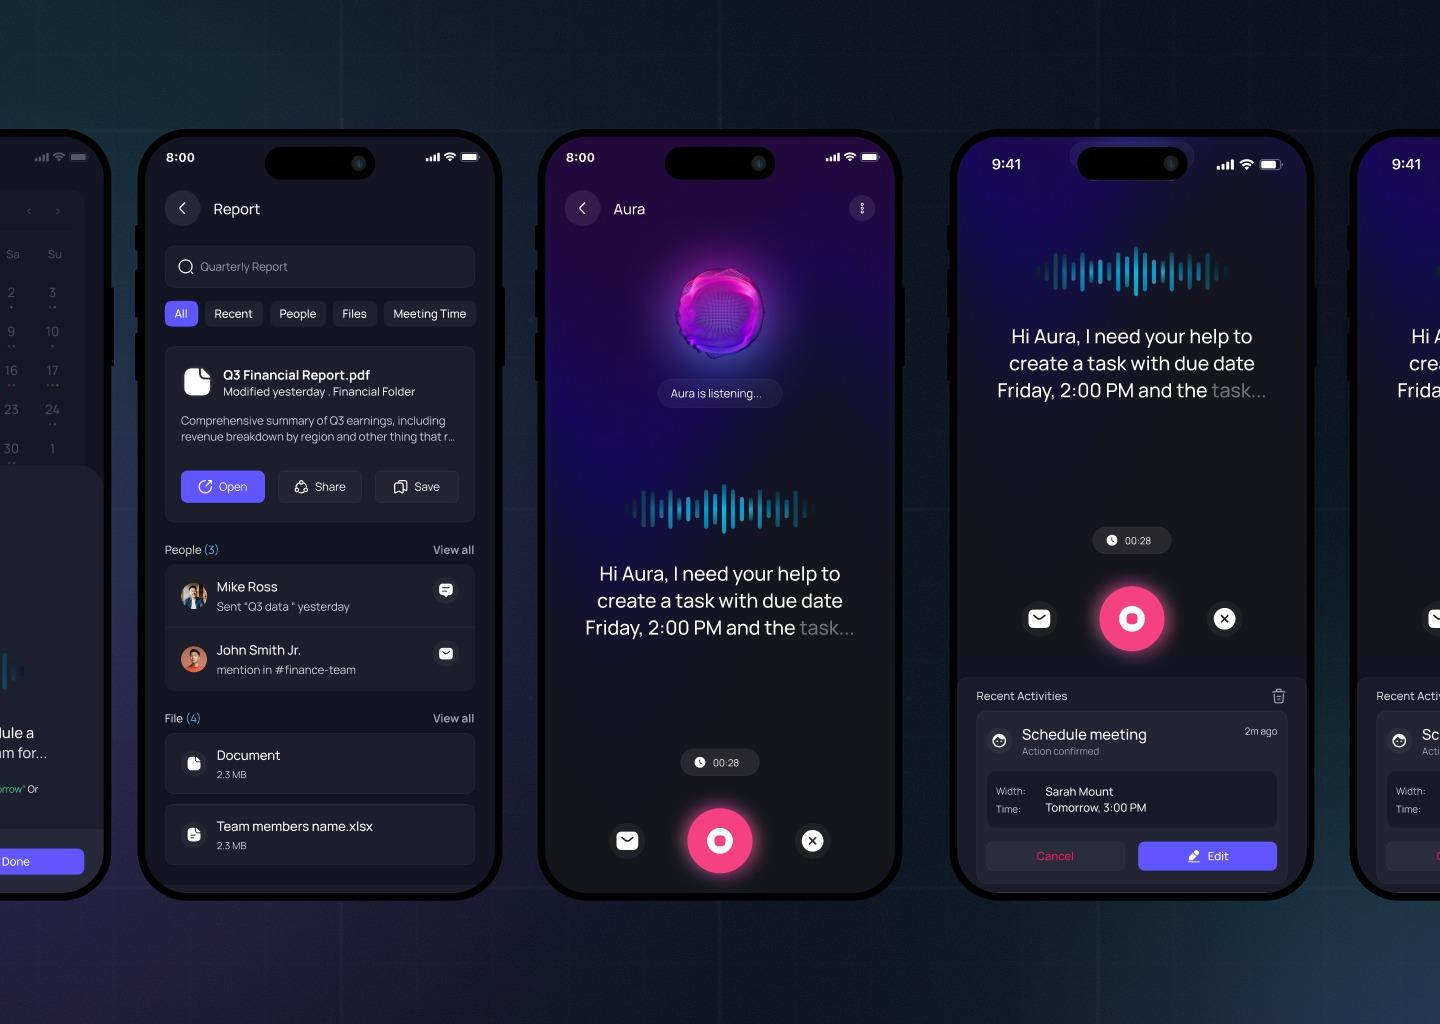 Sa Su
2 3
9 10
16 17
23 24
30 1
dule a
am for...
orrow" Or
Done
8:00
Report
Quarterly Report
All Recent People Files Meeting Time
Q3 Financial Report.pdf
Modified yesterday . Financial Folder
Comprehensive summary of Q3 earnings, including
revenue breakdown by region and other thing that r...
Open Share Save
People (3) View all
Mike Ross
Sent "Q3 data " yesterday
John Smith Jr.
mention in #finance-team
File (4) View all
Document
2.3 MB
Team members name.xlsx
2.3 MB
8:00
Aura
Aura is listening...
Hi Aura, I need your help to
create a task with due date
Friday, 2:00 PM and the task...
00:28
9:41
Hi Aura, I need your help to
create a task with due date
Friday, 2:00 PM and the task...
00:28
Recent Activities
Schedule meeting 2m ago
Action confirmed
Width: Sarah Mount
Time: Tomorrow, 3:00 PM
Cancel Edit
9:41
Hi A
crea
Frida
Recent Activ
Sc
Acti
Width:
Time: